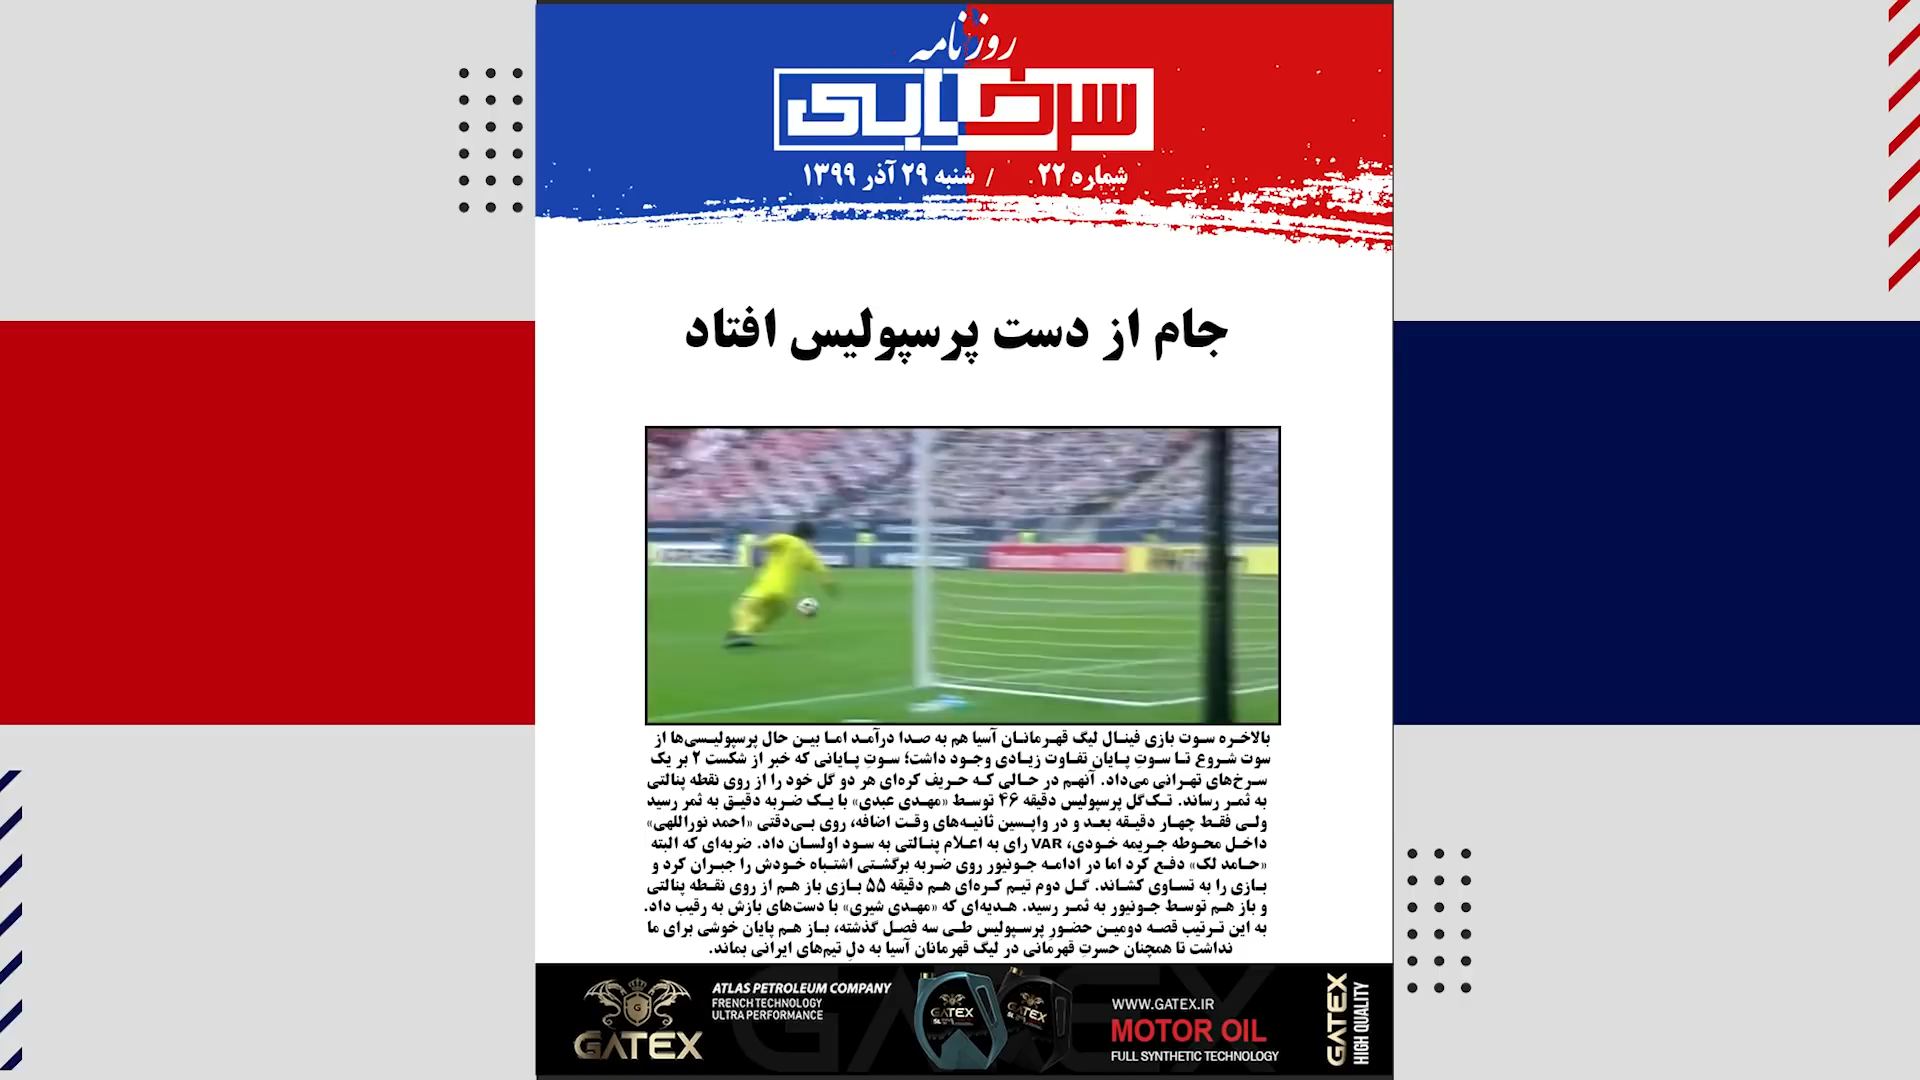 روزنامه
سرخابی
شماره ۲۲ / شنبه ۲۹ آذر ۱۳۹۹
جام از دست پرسپولیس افتاد
بالاخره سوت بازی فینال لیگ قهرمانان آسیا هم به صدا درآمد اما بین حال پرسپولیسی‌ها از
سوت شروع تا سوتِ پایان تفاوت زیادی وجود داشت؛ سوتِ پایانی که خبر از شکست ۲ بر یک
سرخ‌های تهرانی می‌داد. آنهم در حالی که حریف کره‌ای هر دو گل خود را از روی نقطه پنالتی
به ثمر رساند. تک‌گل پرسپولیس دقیقه ۴۶ توسط «مهدی عبدی» با یک ضربه دقیق به ثمر رسید
ولی فقط چهار دقیقه بعد و در واپسین ثانیه‌های وقت اضافه، روی بی‌دقتی «احمد نوراللهی»
داخل محوطه جریمه خودی، VAR رای به اعلام پنالتی به سود اولسان داد. ضربه‌ای که البته
«حامد لک» دفع کرد اما در ادامه جونیور روی ضربه برگشتی اشتباه خودش را جبران کرد و
بازی را به تساوی کشاند. گل دوم تیم کره‌ای هم دقیقه ۵۵ بازی باز هم از روی نقطه پنالتی
و باز هم توسط جونیور به ثمر رسید. هدیه‌ای که «مهدی شیری» با دست‌های بازش به رقیب داد.
به این ترتیب قصه دومین حضورِ پرسپولیس طی سه فصل گذشته، باز هم پایان خوشی برای ما
نداشت تا همچنان حسرتِ قهرمانی در لیگ قهرمانان آسیا به دلِ تیم‌های ایرانی بماند.
GATEX
ATLAS PETROLEUM COMPANY
FRENCH TECHNOLOGY
ULTRA PERFORMANCE
GATEX
GATEX
WWW.GATEX.IR
MOTOR OIL
FULL SYNTHETIC TECHNOLOGY
GATEX
HIGH QUALITY